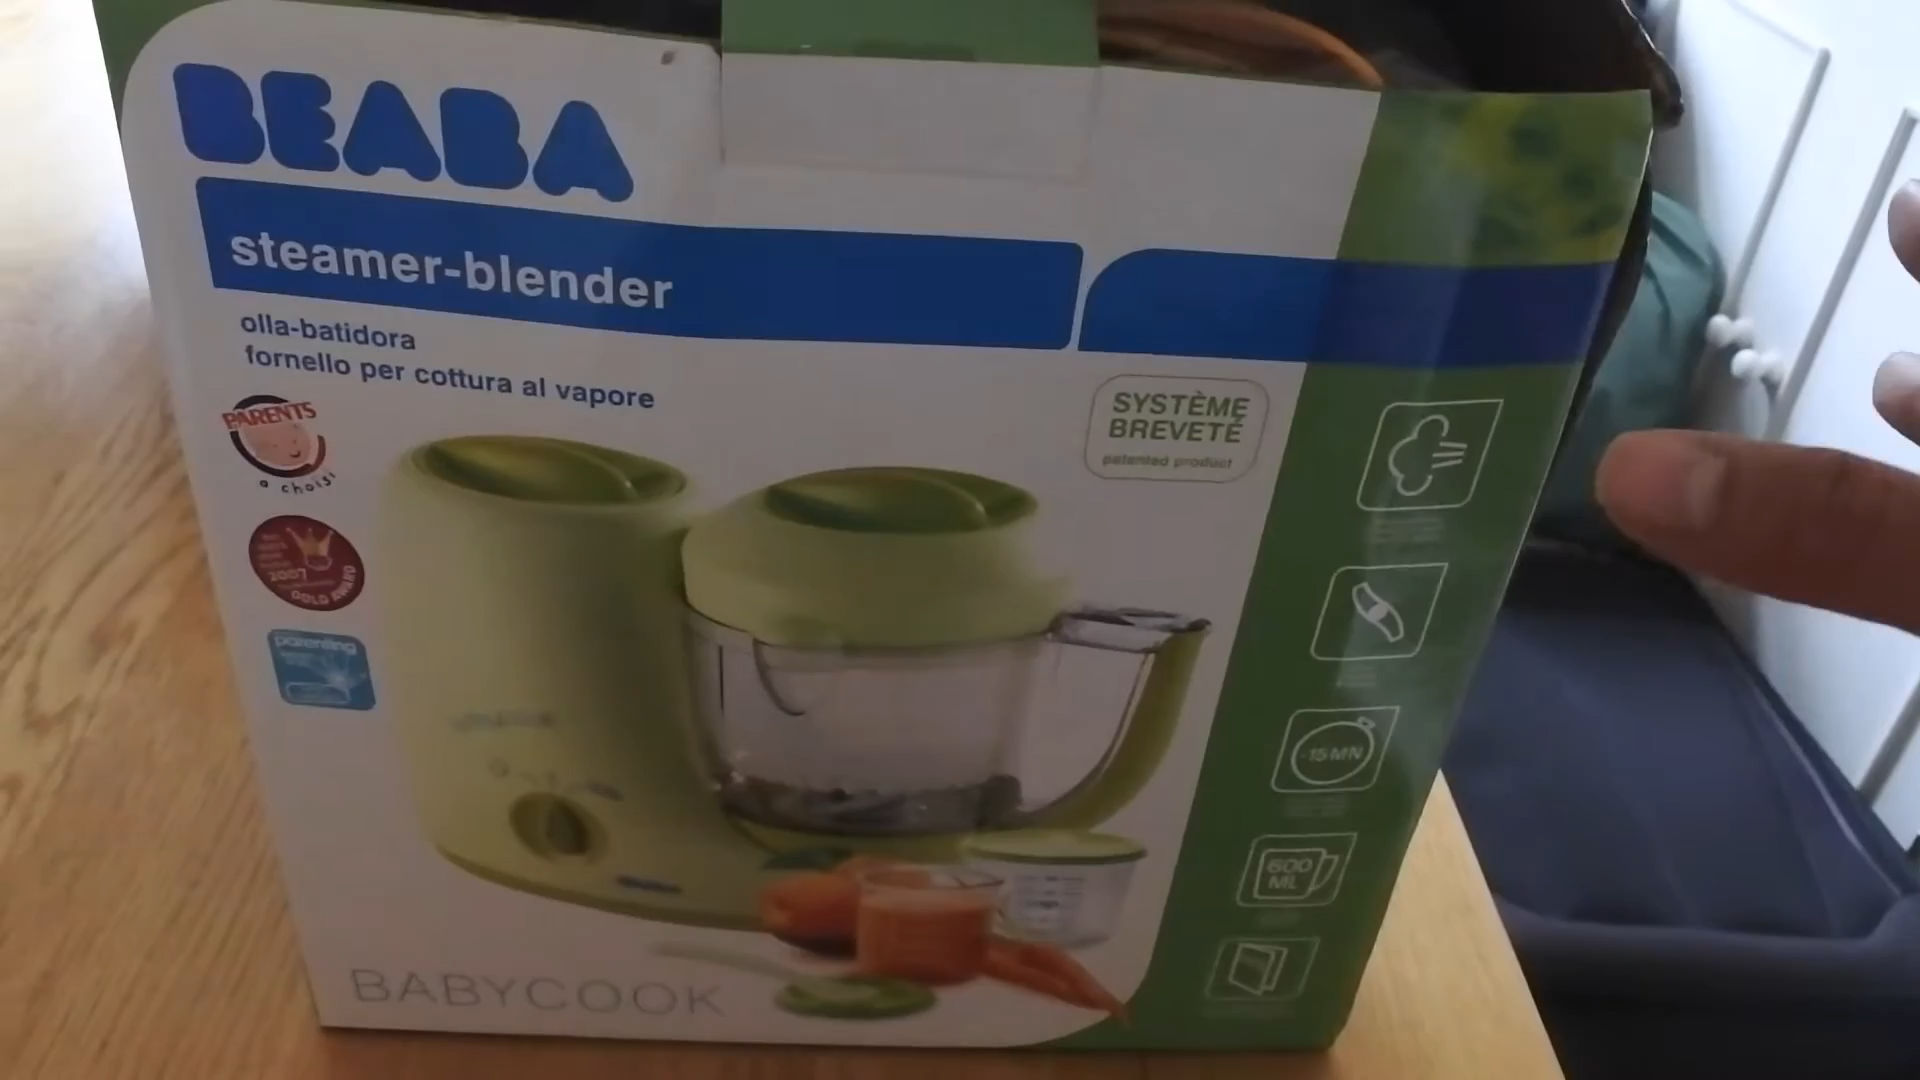 BEABA
steamer-blender
olla-batidora
fornello per cottura al vapore
PARENTS
a choisi
2007
GOLD AWARD
parenting
SYSTÈME
BREVETÉ
patented product
15 MN
600
ML
BABYCOOK